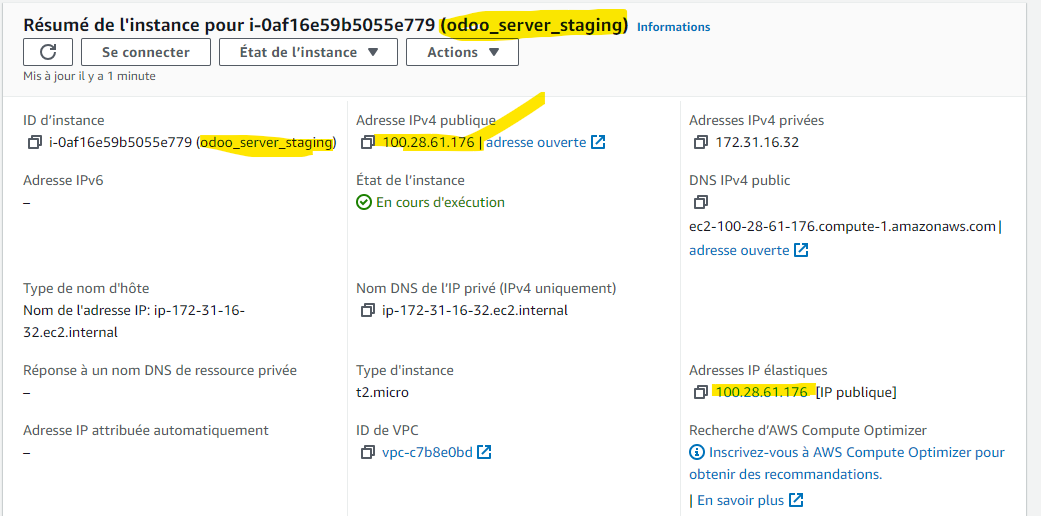 Résumé de l'instance pour i-0af16e59b5055e779 (odoo_server_staging) Informations
Se connecter État de l'instance Actions
Mis à jour il y a 1 minute
ID d'instance
i-0af16e59b5055e779 (odoo_server_staging)
Adresse IPv4 publique
100.28.61.176 | adresse ouverte
Adresses IPv4 privées
172.31.16.32
Adresse IPv6
–
État de l'instance
En cours d'exécution
DNS IPv4 public
ec2-100-28-61-176.compute-1.amazonaws.com |
adresse ouverte
Type de nom d'hôte
Nom de l'adresse IP: ip-172-31-16-
32.ec2.internal
Nom DNS de l'IP privé (IPv4 uniquement)
ip-172-31-16-32.ec2.internal
Réponse à un nom DNS de ressource privée
–
Type d'instance
t2.micro
Adresses IP élastiques
100.28.61.176 [IP publique]
Adresse IP attribuée automatiquement
–
ID de VPC
vpc-c7b8e0bd
Recherche d'AWS Compute Optimizer
Inscrivez-vous à AWS Compute Optimizer pour
obtenir des recommandations.
| En savoir plus